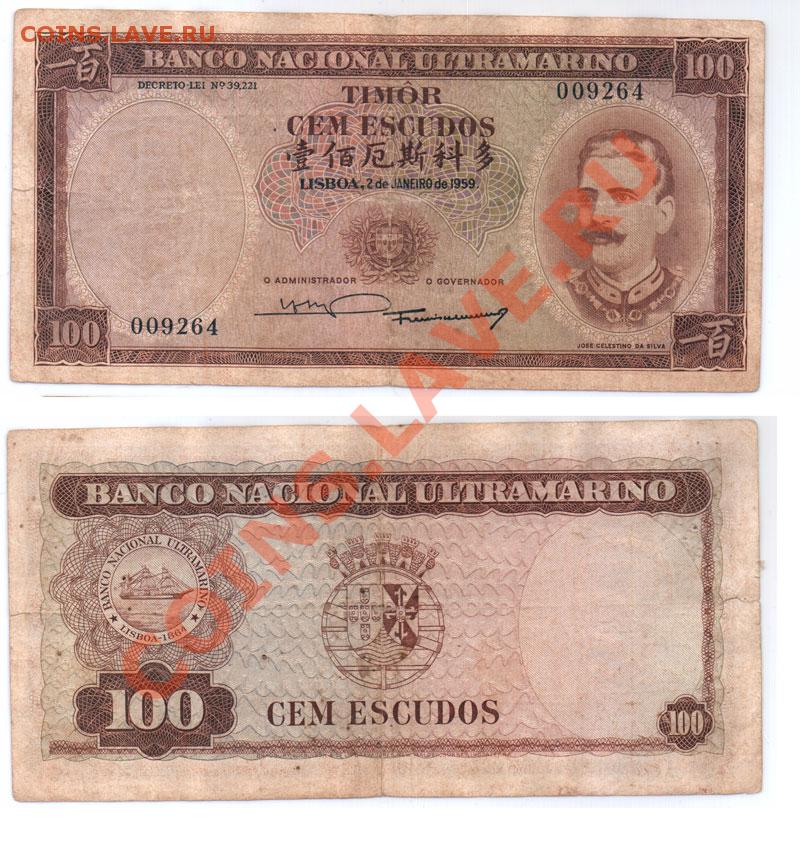 COINS.LAVE.РУ
BANCO NACIONAL ULTRAMARINO
一百
100
DECRETO-LEI Nº 39,221
TIMÔR
009264
CEM ESCUDOS
壹佰厄斯科多
LISBOA, 2 de JANEIRO de 1959.
O ADMINISTRADOR
O GOVERNADOR
100
009264
一百
JOSÉ CELESTINO DA SILVA
COINS.LAVE.RU
BANCO NACIONAL ULTRAMARINO
BANCO NACIONAL ULTRAMARINO
LISBOA-1864
100
CEM ESCUDOS
100